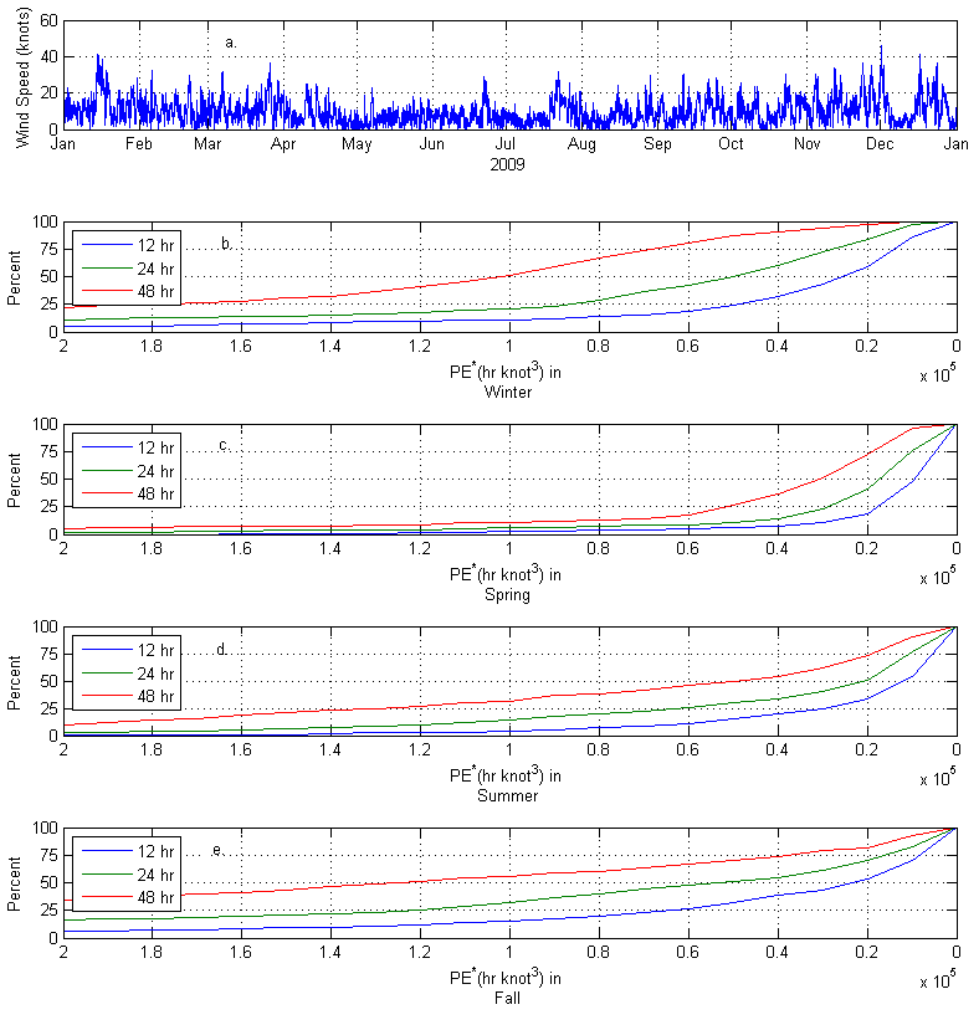 60
40
20
0
Wind Speed (knots)
a.
Jan Feb Mar Apr May Jun Jul Aug Sep Oct Nov Dec Jan
2009
100
75
50
25
0
Percent
12 hr
24 hr
48 hr
b.
2 1.8 1.6 1.4 1.2 1 0.8 0.6 0.4 0.2 0
PE*(hr knot³) in
Winter
x 10⁵
100
75
50
25
0
Percent
12 hr
24 hr
48 hr
c.
2 1.8 1.6 1.4 1.2 1 0.8 0.6 0.4 0.2 0
PE*(hr knot³) in
Spring
x 10⁵
100
75
50
25
0
Percent
12 hr
24 hr
48 hr
d.
2 1.8 1.6 1.4 1.2 1 0.8 0.6 0.4 0.2 0
PE*(hr knot³) in
Summer
x 10⁵
100
75
50
25
0
Percent
12 hr
24 hr
48 hr
e.
2 1.8 1.6 1.4 1.2 1 0.8 0.6 0.4 0.2 0
PE*(hr knot³) in
Fall
x 10⁵